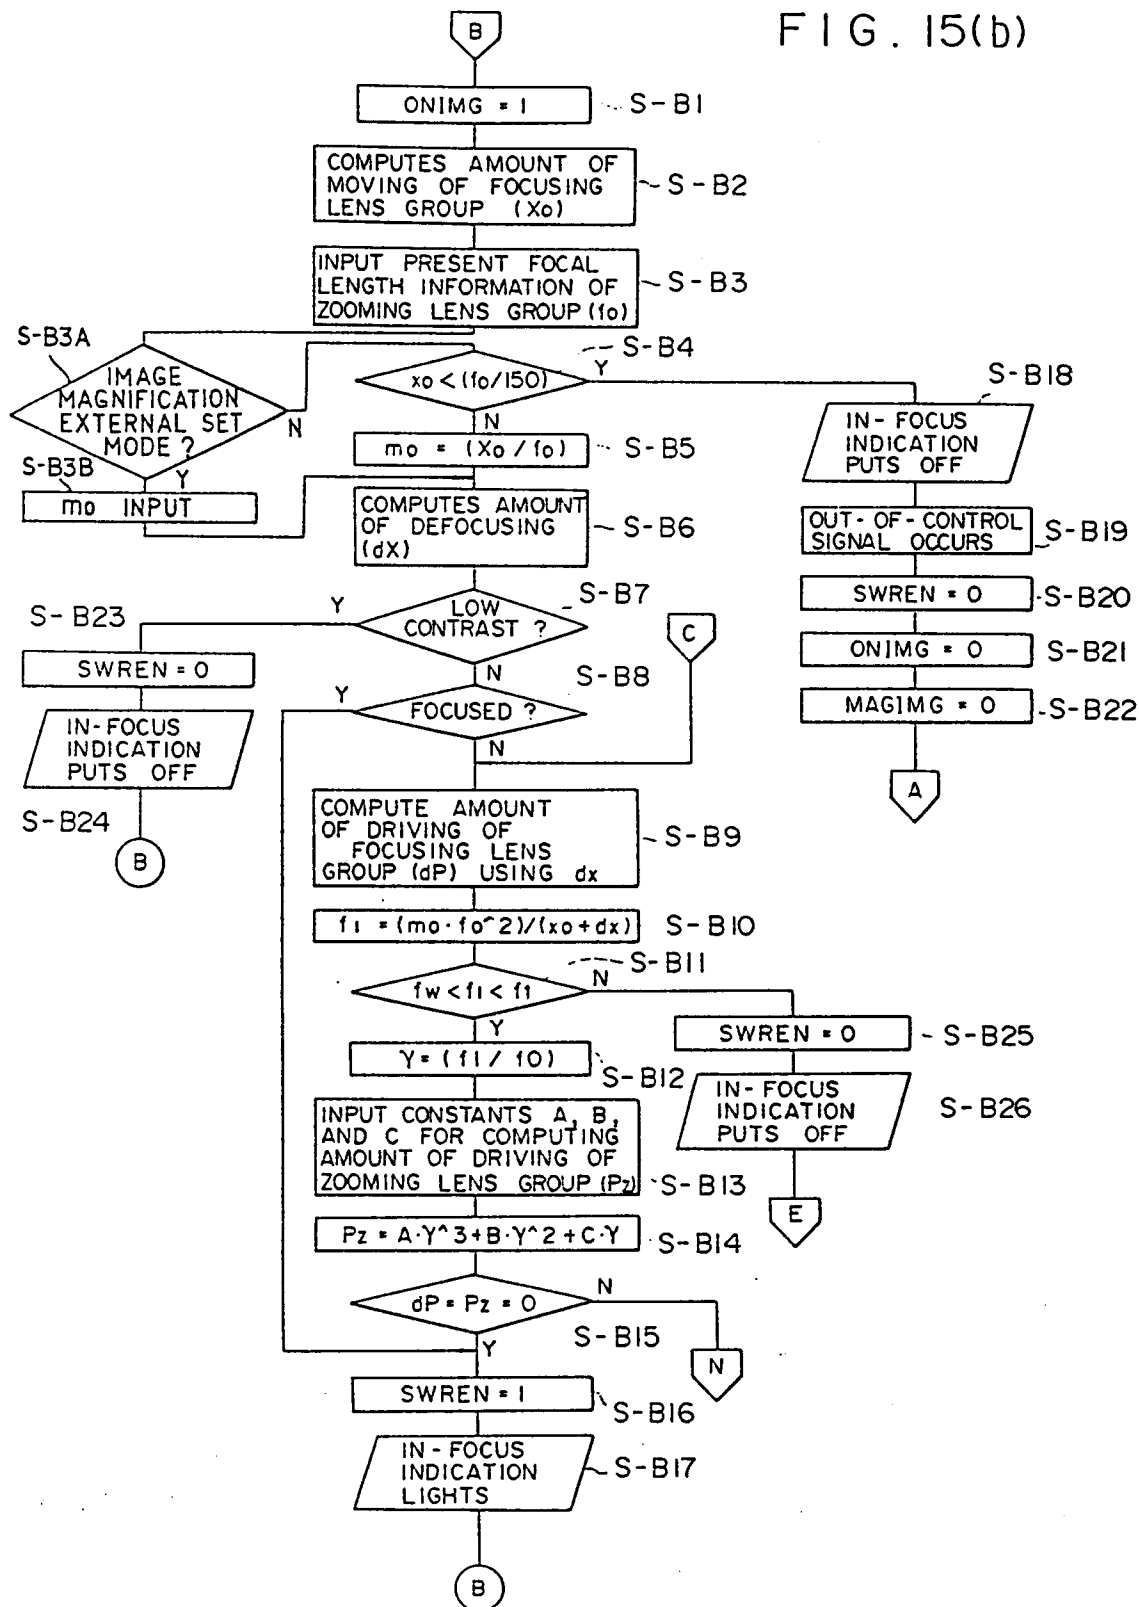 FIG. 15(b)
B
ONIMG = 1
S-B1
COMPUTES AMOUNT OF
MOVING OF FOCUSING
LENS GROUP (Xo)
S-B2
INPUT PRESENT FOCAL
LENGTH INFORMATION OF
ZOOMING LENS GROUP (fo)
S-B3
S-B3A
IMAGE
MAGNIFICATION
EXTERNAL SET
MODE ?
N
Y
S-B3B
mo INPUT
S-B4
xo < (fo/150)
Y
N
mo = (Xo / fo)
S-B5
COMPUTES AMOUNT
OF DEFOCUSING
(dX)
S-B6
S-B7
LOW
CONTRAST ?
Y
N
S-B23
SWREN = 0
IN-FOCUS
INDICATION
PUTS OFF
S-B24
B
S-B8
FOCUSED ?
Y
N
C
S-B18
IN-FOCUS
INDICATION
PUTS OFF
OUT-OF-CONTROL
SIGNAL OCCURS
S-B19
SWREN = 0
S-B20
ONIMG = 0
S-B21
MAGIMG = 0
S-B22
A
COMPUTE AMOUNT
OF DRIVING OF
FOCUSING LENS
GROUP (dP) USING dx
S-B9
f1 = (mo·fo^2)/(xo+dx)
S-B10
S-B11
fw < f1 < f1
N
Y
SWREN = 0
S-B25
IN-FOCUS
INDICATION
PUTS OFF
S-B26
E
γ = (f1 / f0)
S-B12
INPUT CONSTANTS A, B,
AND C FOR COMPUTING
AMOUNT OF DRIVING OF
ZOOMING LENS GROUP (Pz)
S-B13
Pz = A·γ^3+B·γ^2+C·γ
S-B14
dP = Pz = 0
N
S-B15
Y
N
SWREN = 1
S-B16
IN-FOCUS
INDICATION
LIGHTS
S-B17
B